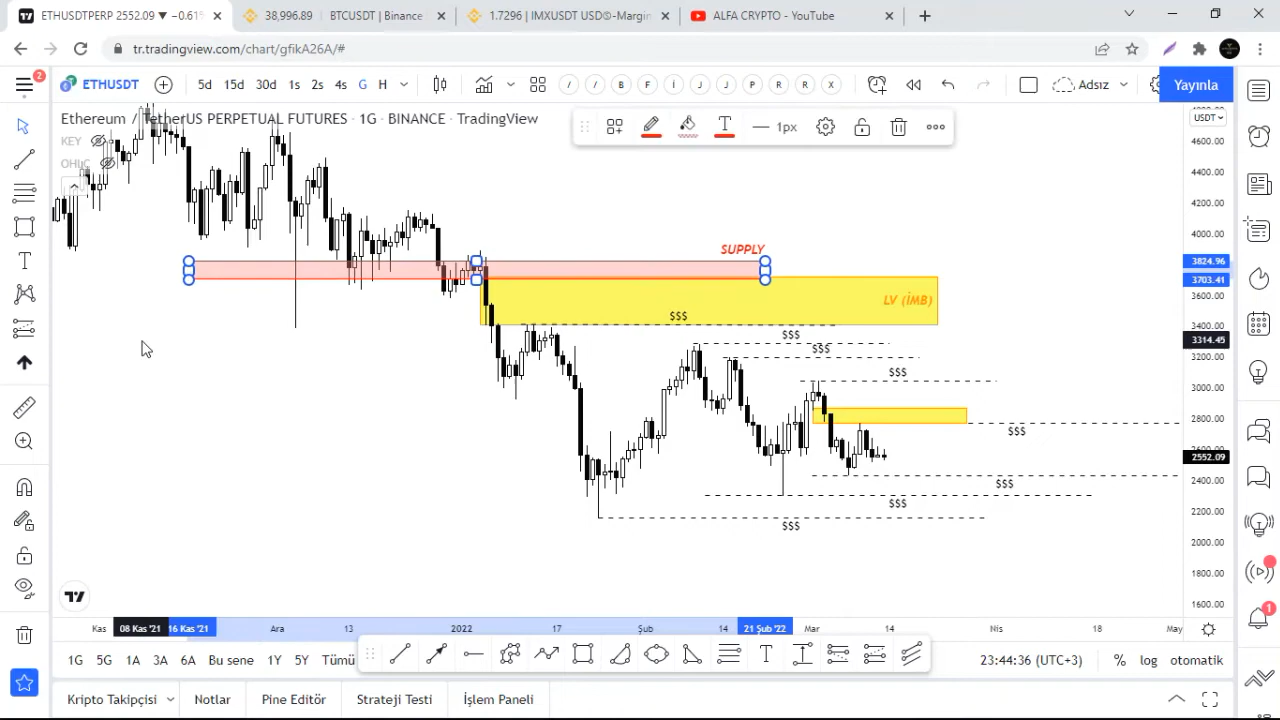 ETHUSDTPERP 2552.09 ▼ −0.61
38,906.89 BTCUSDT | Binance
1.7296 | IMXUSDT USD®-Margin
ALFA CRYPTO - YouTube
tr.tradingview.com/chart/gfikA26A/#
2
ETHUSDT
5d 15d 30d 1s 2s 4s G H
B F İ J J P R R X
Adsız
Yayınla
Ethereum / TetherUS PERPETUAL FUTURES · 1G · BINANCE · TradingView
KEY
OHLC
T
1px
USDT
4600.00
4400.00
4200.00
4000.00
3824.96
3703.41
3600.00
3400.00
3314.45
3200.00
3000.00
2800.00
2552.09
2400.00
2200.00
2000.00
1800.00
1600.00
SUPPLY
LV (İMB)
$$$
$$$
$$$
$$$
$$$
$$$
$$$
$$$
Kas 08 Kas '21 16 Kas '21 Ara 13 2022 17 Şub 14 21 Şub '22 Mar 14 Nis 18 May
1G 5G 1A 3A 6A Bu sene 1Y 5Y Tümü
23:44:36 (UTC+3) % log otomatik
Kripto Takipçisi Notlar Pine Editör Strateji Testi İşlem Paneli
1